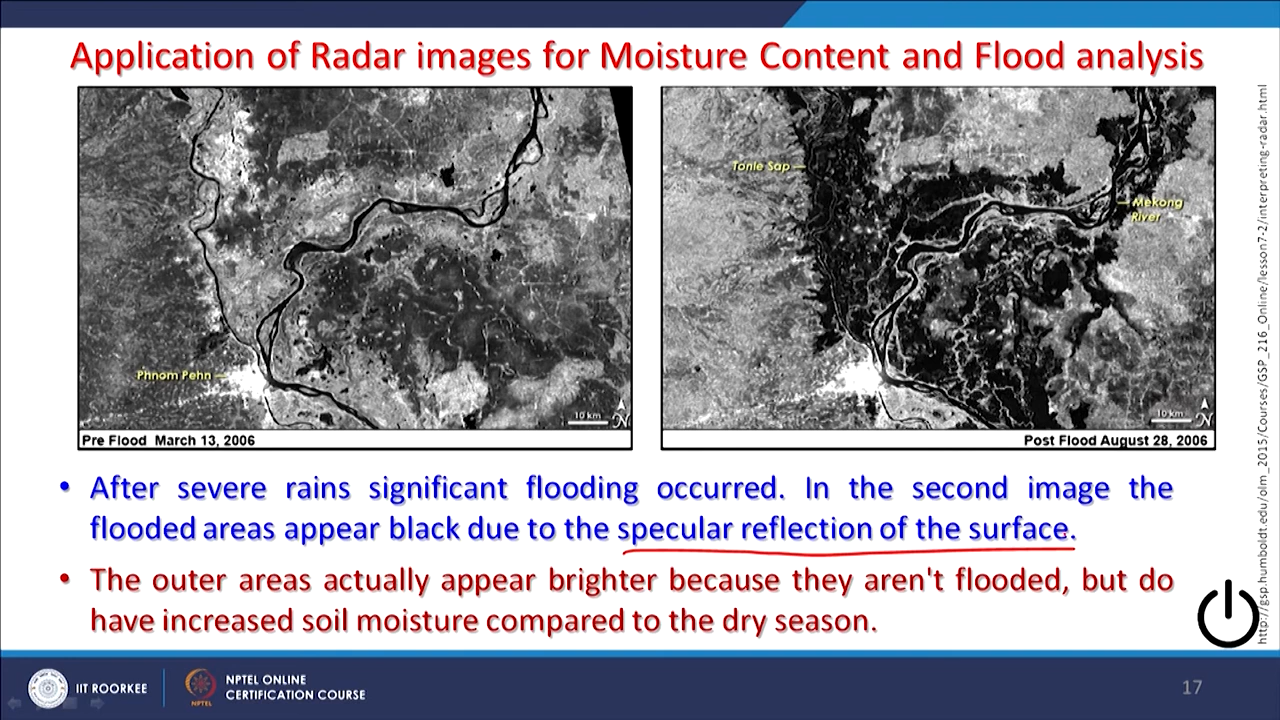 Application of Radar images for Moisture Content and Flood analysis
Phnom Pehn
10 km
N
Pre Flood March 13, 2006
Tonle Sap
Mekong
River
10 km
N
Post Flood August 28, 2006
http://gsp.humboldt.edu/olm_2015/Courses/GSP_216_Online/lesson7-2/interpreting-radar.html
• After severe rains significant flooding occurred. In the second image the
flooded areas appear black due to the specular reflection of the surface.
• The outer areas actually appear brighter because they aren't flooded, but do
have increased soil moisture compared to the dry season.
IIT ROORKEE
NPTEL
NPTEL ONLINE
CERTIFICATION COURSE
17